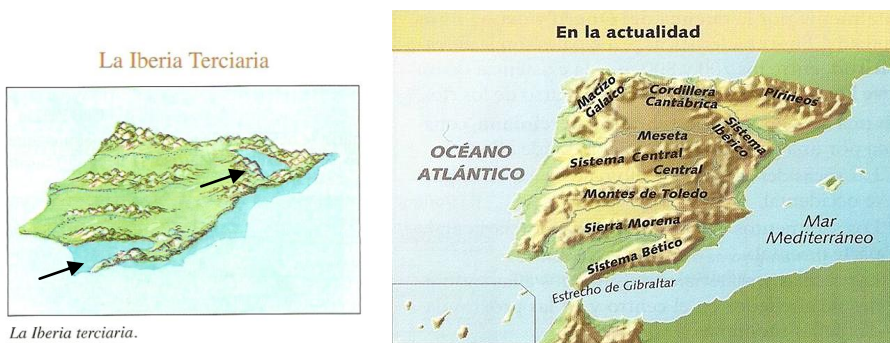 La Iberia Terciaria
La Iberia terciaria.
En la actualidad
Macizo
Galaico
Cordillera
Cantábrica
Pirineos
Meseta
Sistema
Ibérico
OCÉANO
ATLÁNTICO
Sistema Central
Central
Montes de Toledo
Sierra Morena
Mar
Mediterráneo
Sistema Bético
Estrecho de Gibraltar